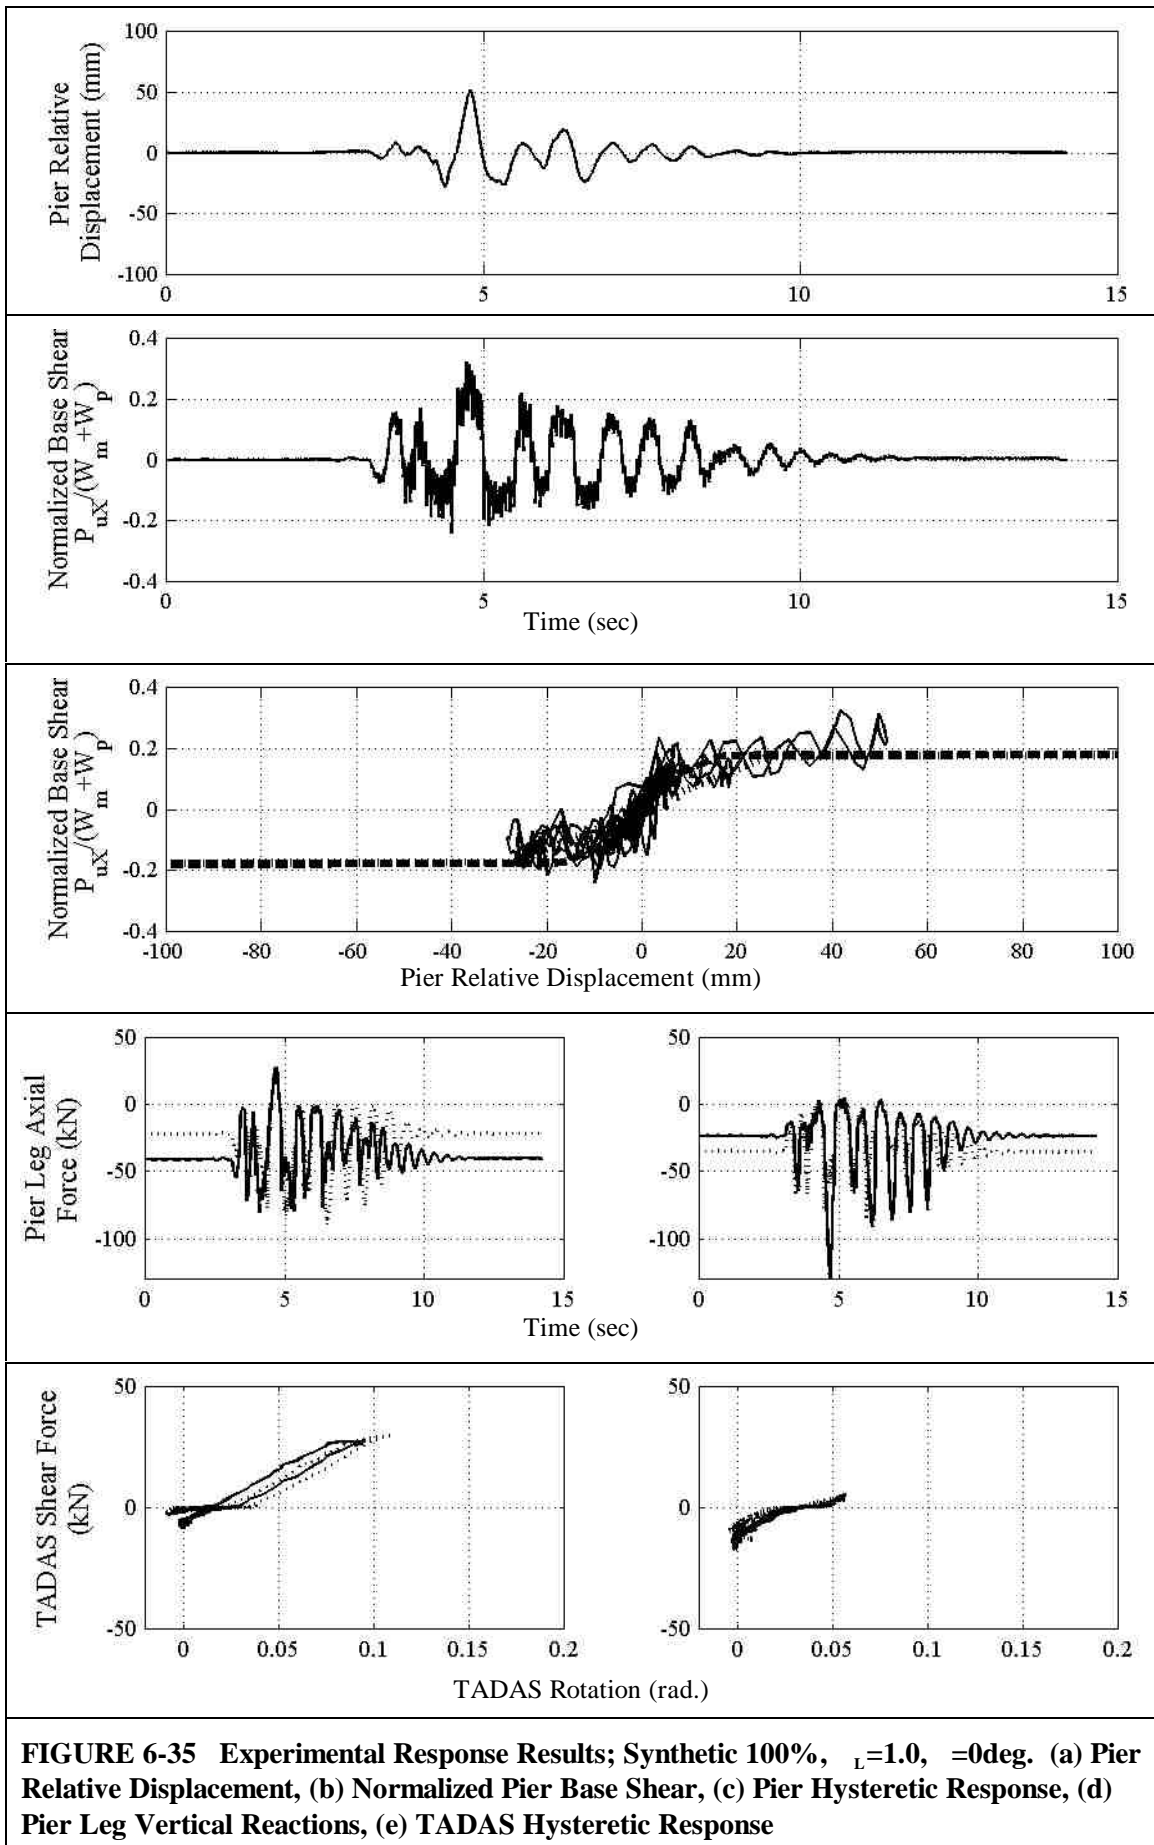 Pier Relative
Displacement (mm)
100
50
0
-50
-100
0 5 10 15
Normalized Base Shear
P_uX/(W_m+W_p)
0.4
0.2
0
-0.2
-0.4
0 5 10 15
Time (sec)
Normalized Base Shear
P_uX/(W_m+W_p)
0.4
0.2
0
-0.2
-0.4
-100 -80 -60 -40 -20 0 20 40 60 80 100
Pier Relative Displacement (mm)
Pier Leg Axial
Force (kN)
50
0
-50
-100
0 5 10 15
50
0
-50
-100
0 5 10 15
Time (sec)
TADAS Shear Force
(kN)
50
0
-50
0 0.05 0.1 0.15 0.2
50
0
-50
0 0.05 0.1 0.15 0.2
TADAS Rotation (rad.)
FIGURE 6-35 Experimental Response Results; Synthetic 100%, L=1.0, =0deg. (a) Pier
Relative Displacement, (b) Normalized Pier Base Shear, (c) Pier Hysteretic Response, (d)
Pier Leg Vertical Reactions, (e) TADAS Hysteretic Response